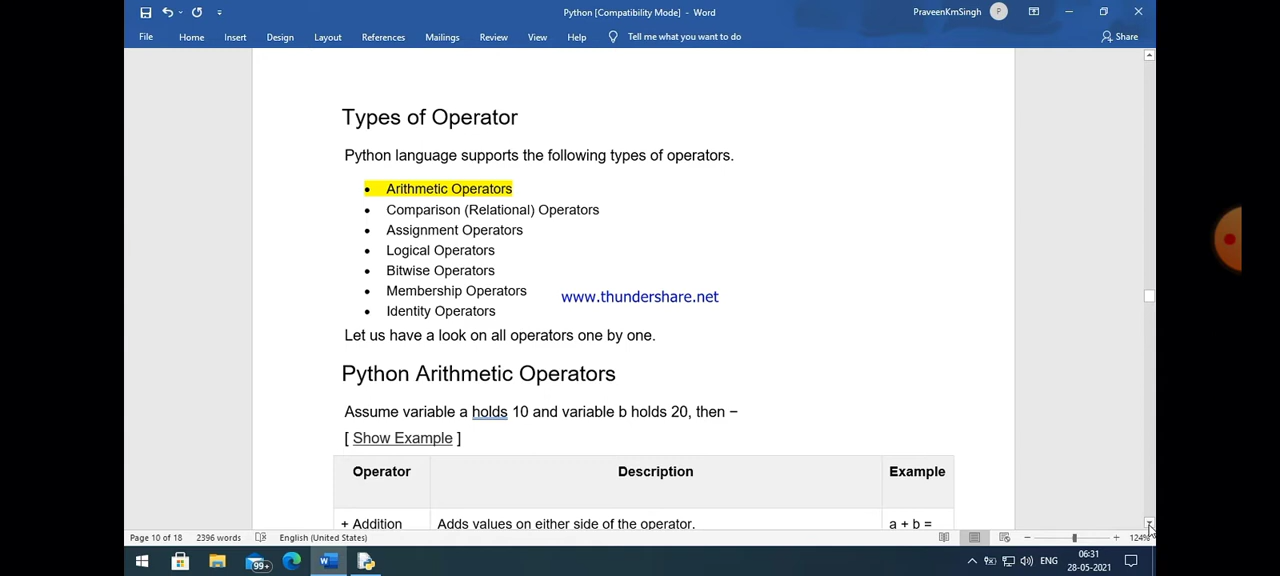 Python [Compatibility Mode] - Word
PraveenKmSingh
P
File Home Insert Design Layout References Mailings Review View Help Tell me what you want to do Share
Types of Operator
Python language supports the following types of operators.
• Arithmetic Operators
• Comparison (Relational) Operators
• Assignment Operators
• Logical Operators
• Bitwise Operators
• Membership Operators
www.thundershare.net
• Identity Operators
Let us have a look on all operators one by one.
Python Arithmetic Operators
Assume variable a holds 10 and variable b holds 20, then −
[ Show Example ]
Operator Description Example
+ Addition Adds values on either side of the operator. a + b =
Page 10 of 18 2396 words English (United States) 124%
99+
ENG
06:31
28-05-2021